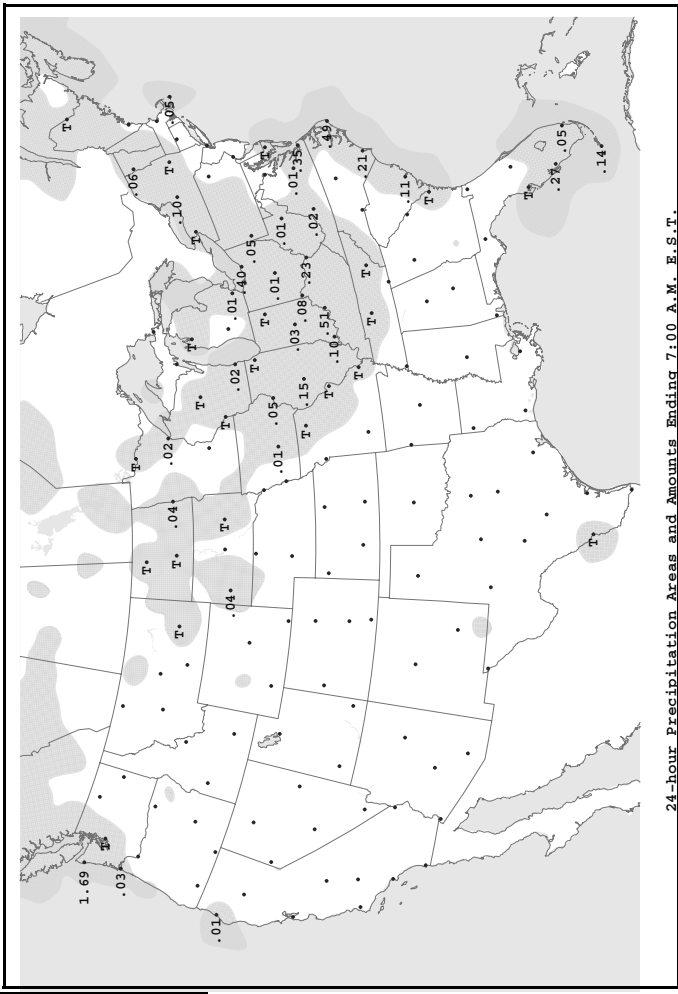 T
1.69
T
.03
.06
T
T
.02
T
.05
.04
T
.10
T
T
T
T
.01
T
T
.04
.01
.02
.40
.05
T
T
T
.05
.01
.01
.01
.01
.03
.35
.08
.15
T
.23
.02
.51
.49
T
.10
T
.21
T
T
.11
T
T
.27
.05
T
.14
24-hour Precipitation Areas and Amounts Ending 7:00 A.M. E.S.T.